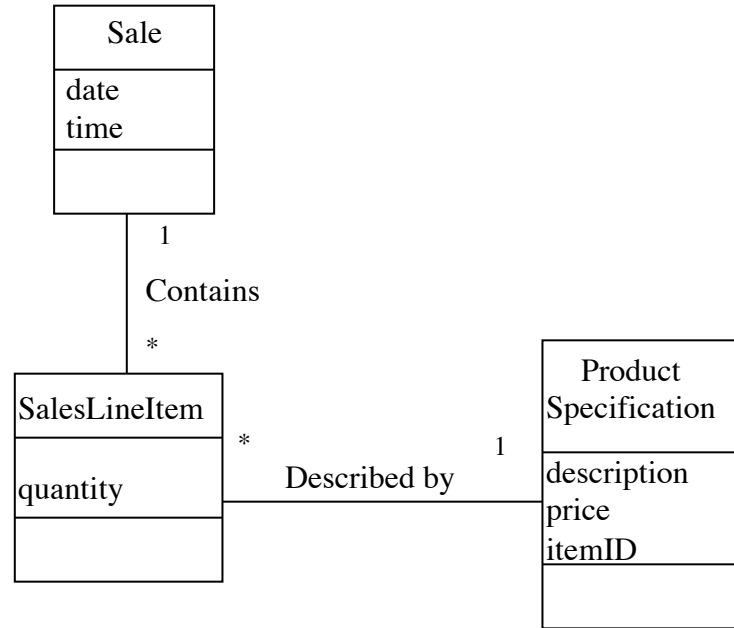 Sale
date
time
1
Contains
*
SalesLineItem
quantity
*
Described by
1
Product
Specification
description
price
itemID